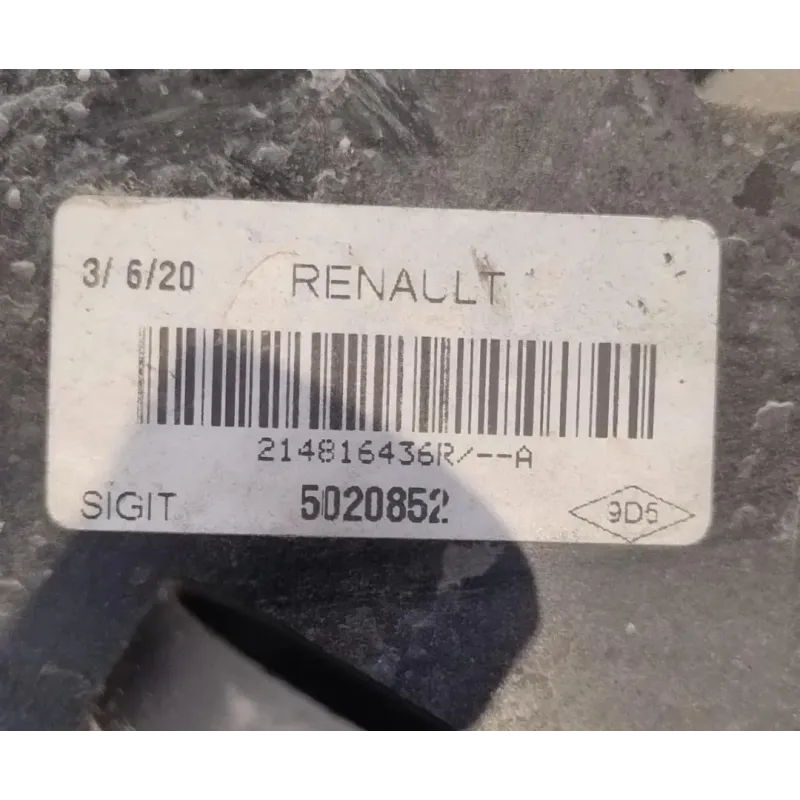 3/ 6/20 RENAULT
214816436R/--A
SIGIT 5020852 9D5